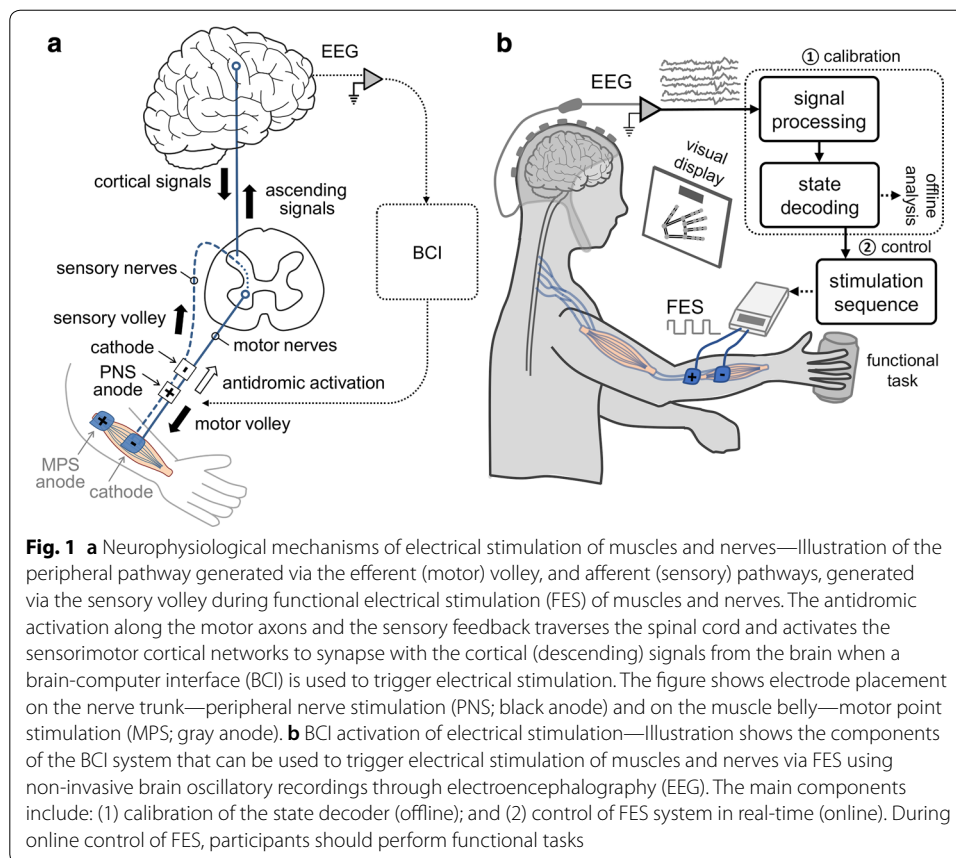 a
EEG
cortical signals
ascending
signals
BCI
sensory nerves
sensory volley
cathode
motor nerves
PNS
anode
antidromic activation
motor volley
MPS
anode
cathode
-
+
+
-
b
① calibration
EEG
signal
processing
visual
display
state
decoding
offline
analysis
② control
stimulation
sequence
FES
functional
task
+
-
Fig. 1 a Neurophysiological mechanisms of electrical stimulation of muscles and nerves—Illustration of the
peripheral pathway generated via the efferent (motor) volley, and afferent (sensory) pathways, generated
via the sensory volley during functional electrical stimulation (FES) of muscles and nerves. The antidromic
activation along the motor axons and the sensory feedback traverses the spinal cord and activates the
sensorimotor cortical networks to synapse with the cortical (descending) signals from the brain when a
brain-computer interface (BCI) is used to trigger electrical stimulation. The figure shows electrode placement
on the nerve trunk—peripheral nerve stimulation (PNS; black anode) and on the muscle belly—motor point
stimulation (MPS; gray anode). b BCI activation of electrical stimulation—Illustration shows the components
of the BCI system that can be used to trigger electrical stimulation of muscles and nerves via FES using
non-invasive brain oscillatory recordings through electroencephalography (EEG). The main components
include: (1) calibration of the state decoder (offline); and (2) control of FES system in real-time (online). During
online control of FES, participants should perform functional tasks